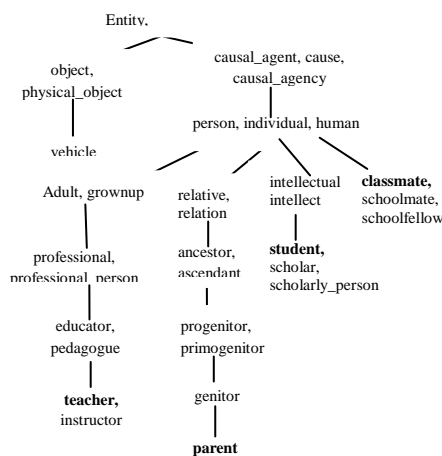 Entity,
object,
physical_object
causal_agent, cause,
causal_agency
vehicle
person, individual, human
Adult, grownup
relative,
relation
intellectual
intellect
classmate,
schoolmate,
schoolfellow
professional,
professional_person
ancestor,
ascendant
student,
scholar,
scholarly_person
educator,
pedagogue
progenitor,
primogenitor
teacher,
instructor
genitor
parent